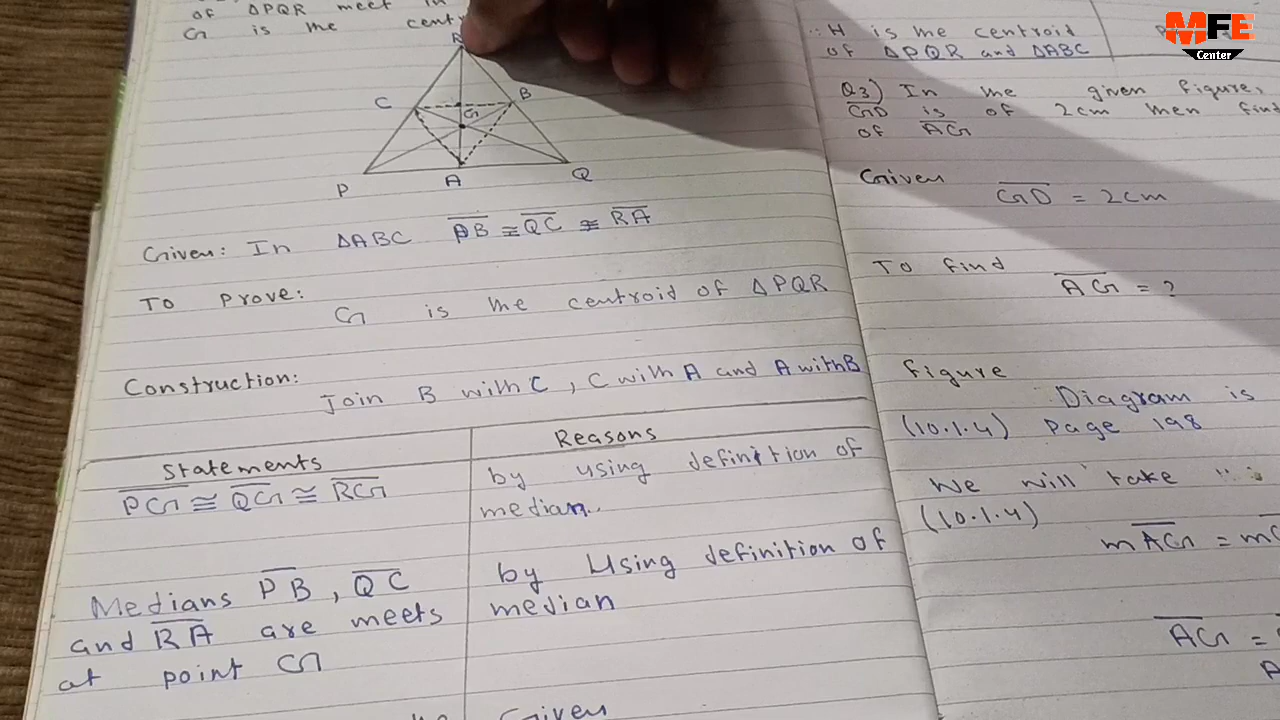 of ΔPQR meet in
G is the cent
R
C
B
G
P
A
Q
Given: In ΔABC PB ≅ QC ≅ RA
To Prove:
G is the centroid of ΔPQR
Construction:
Join B with C, C with A and A with B
Statements
Reasons
PG ≅ QG ≅ RG
by using definition of
median..
Medians PB, QC
and RA are meets
at point G
by Using definition of
median
Given
∴ H is the centroid
of ΔPQR and ΔABC
Q3) In the given figure,
GD is of 2cm then find
of AG
Given
GD = 2cm
To find
AG = ?
figure
Diagram is
(10.1.4) Page 198
We will take
(10.1.4)
mAG = m
AG =
MFE
Center